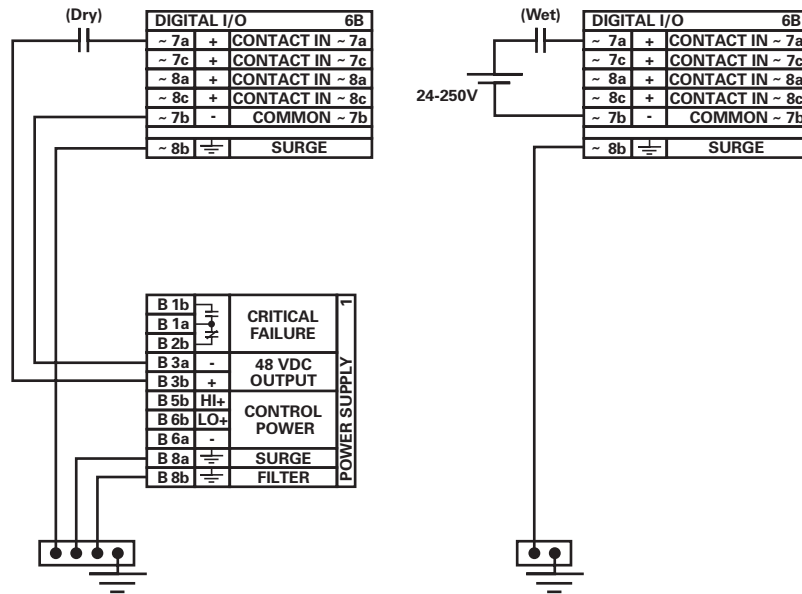 (Dry)
DIGITAL I/O 6B
~ 7a + CONTACT IN ~ 7a
~ 7c + CONTACT IN ~ 7c
~ 8a + CONTACT IN ~ 8a
~ 8c + CONTACT IN ~ 8c
~ 7b - COMMON ~ 7b
~ 8b SURGE
B 1b
B 1a
B 2b
CRITICAL
FAILURE
1
B 3a -
B 3b +
48 VDC
OUTPUT
B 5b HI+
B 6b LO+
B 6a -
CONTROL
POWER
B 8a SURGE
B 8b FILTER
POWER SUPPLY
(Wet)
24-250V
DIGITAL I/O 6B
~ 7a + CONTACT IN ~ 7a
~ 7c + CONTACT IN ~ 7c
~ 8a + CONTACT IN ~ 8a
~ 8c + CONTACT IN ~ 8c
~ 7b - COMMON ~ 7b
~ 8b SURGE